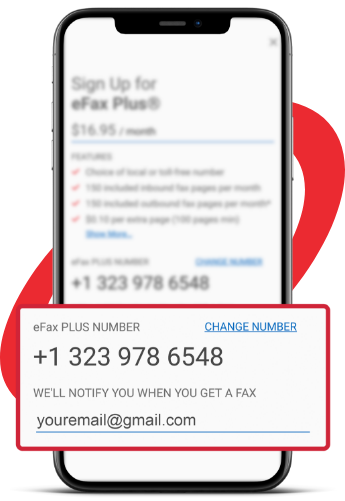 Sign Up for
eFax Plus®
$16.95 / month
FEATURES
Choice of local or toll-free number
150 included inbound fax pages per month
150 included outbound fax pages per month*
$0.10 per extra page (100 pages min)
Show More...
eFax PLUS NUMBER CHANGE NUMBER
+1 323 978 6548
eFax PLUS NUMBER CHANGE NUMBER
+1 323 978 6548
WE'LL NOTIFY YOU WHEN YOU GET A FAX
youremail@gmail.com